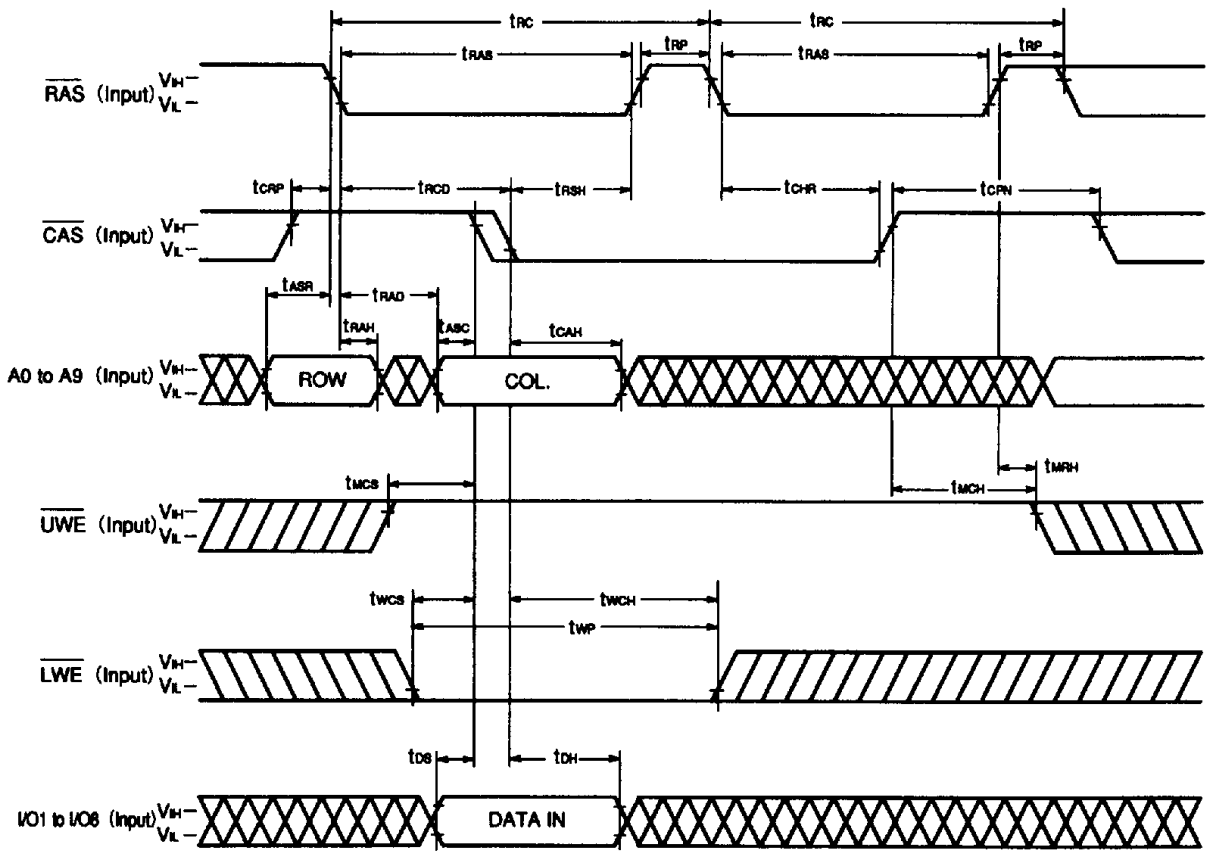 tRC tRC
tRAS tRP tRAS tRP
RAS (Input) VIH
VIL
tCRP tRCD tRSH tCHR tCPN
CAS (Input) VIH
VIL
tASR tRAD
tRAH tASC tCAH
A0 to A9 (Input) VIH
VIL
ROW COL.
tMRH
tMCS tMCH
UWE (Input) VIH
VIL
tWCS tWCH
tWP
LWE (Input) VIH
VIL
tDS tDH
I/O1 to I/O8 (Input) VIH
VIL
DATA IN